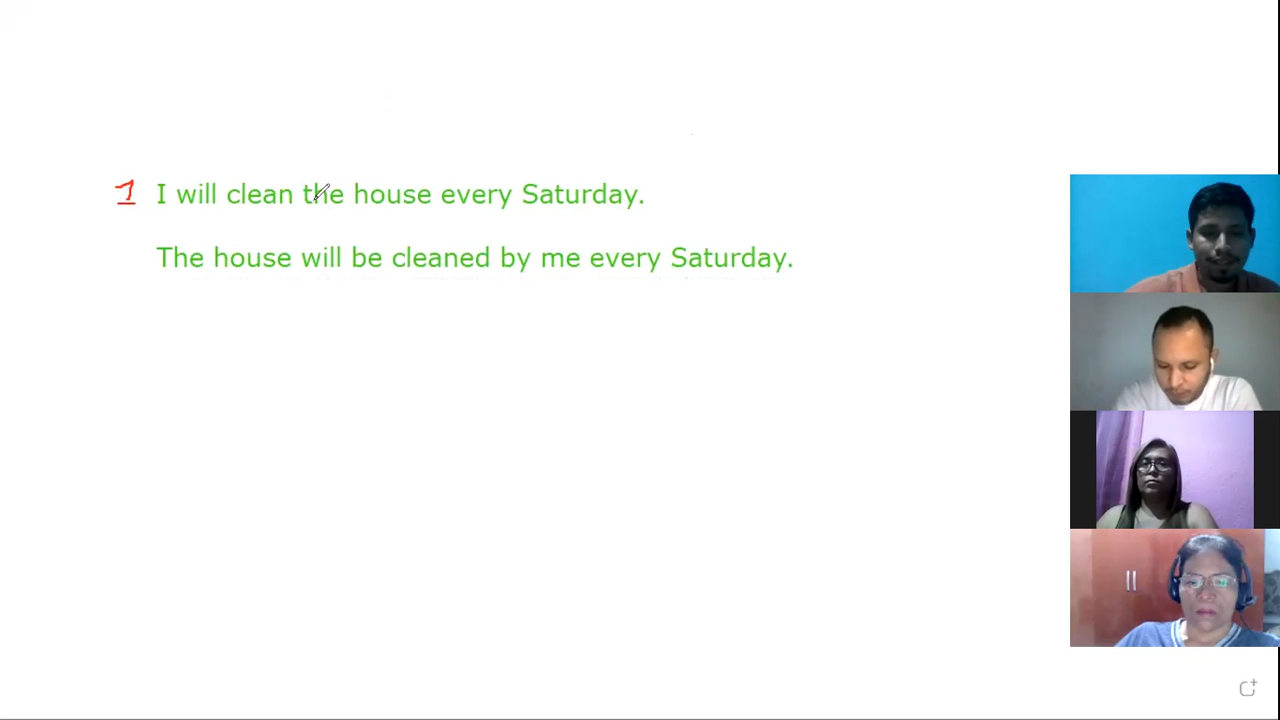 1 I will clean the house every Saturday.
The house will be cleaned by me every Saturday.